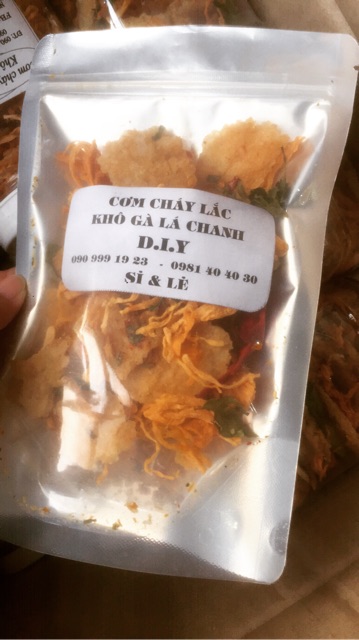 CƠM CHÁY LẮC
KHÔ GÀ LÁ CHANH
D.I.Y
090 999 19 23 - 0981 40 40 30
SỈ & LẺ